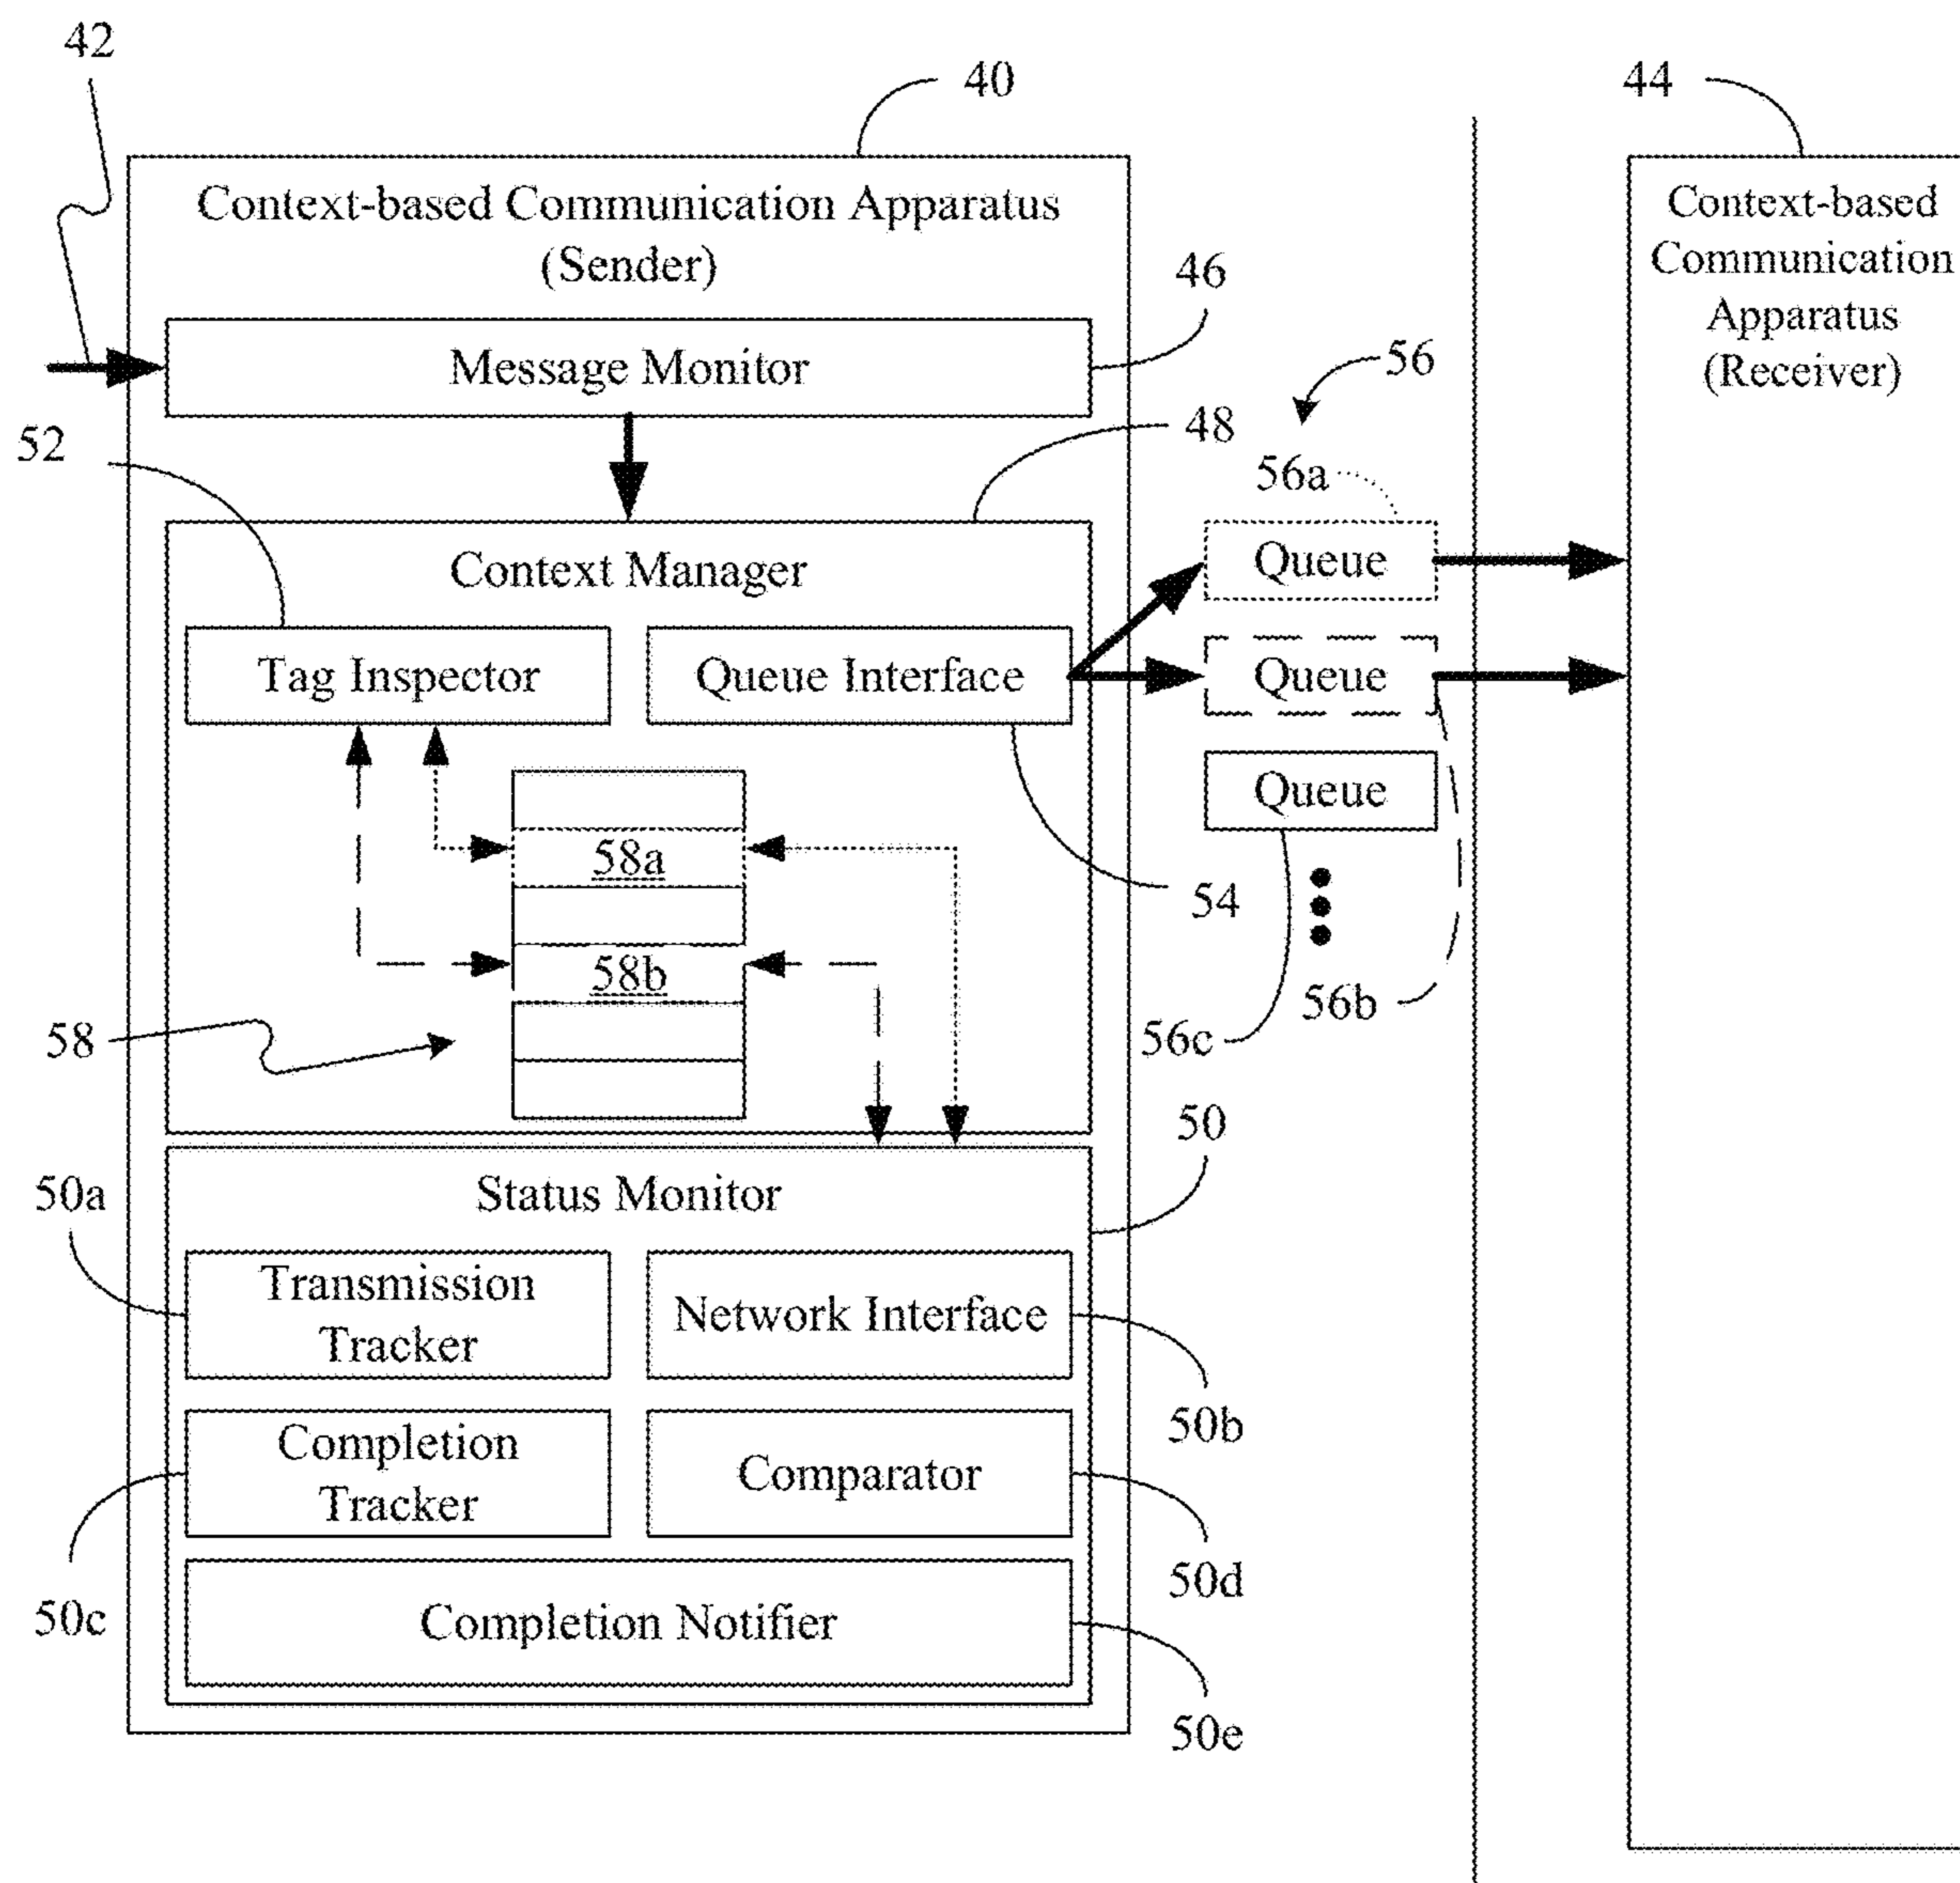 42
40
44
Context-based Communication Apparatus
(Sender)
Context-based
Communication
Apparatus
(Receiver)
46
Message Monitor
56
52
48
56a
Context Manager
Queue
Tag Inspector
Queue Interface
Queue
Queue
58a
54
58b
56b
58
56c
50
Status Monitor
50a
Transmission
Tracker
Network Interface
50b
Completion
Tracker
Comparator
50d
50c
Completion Notifier
50e